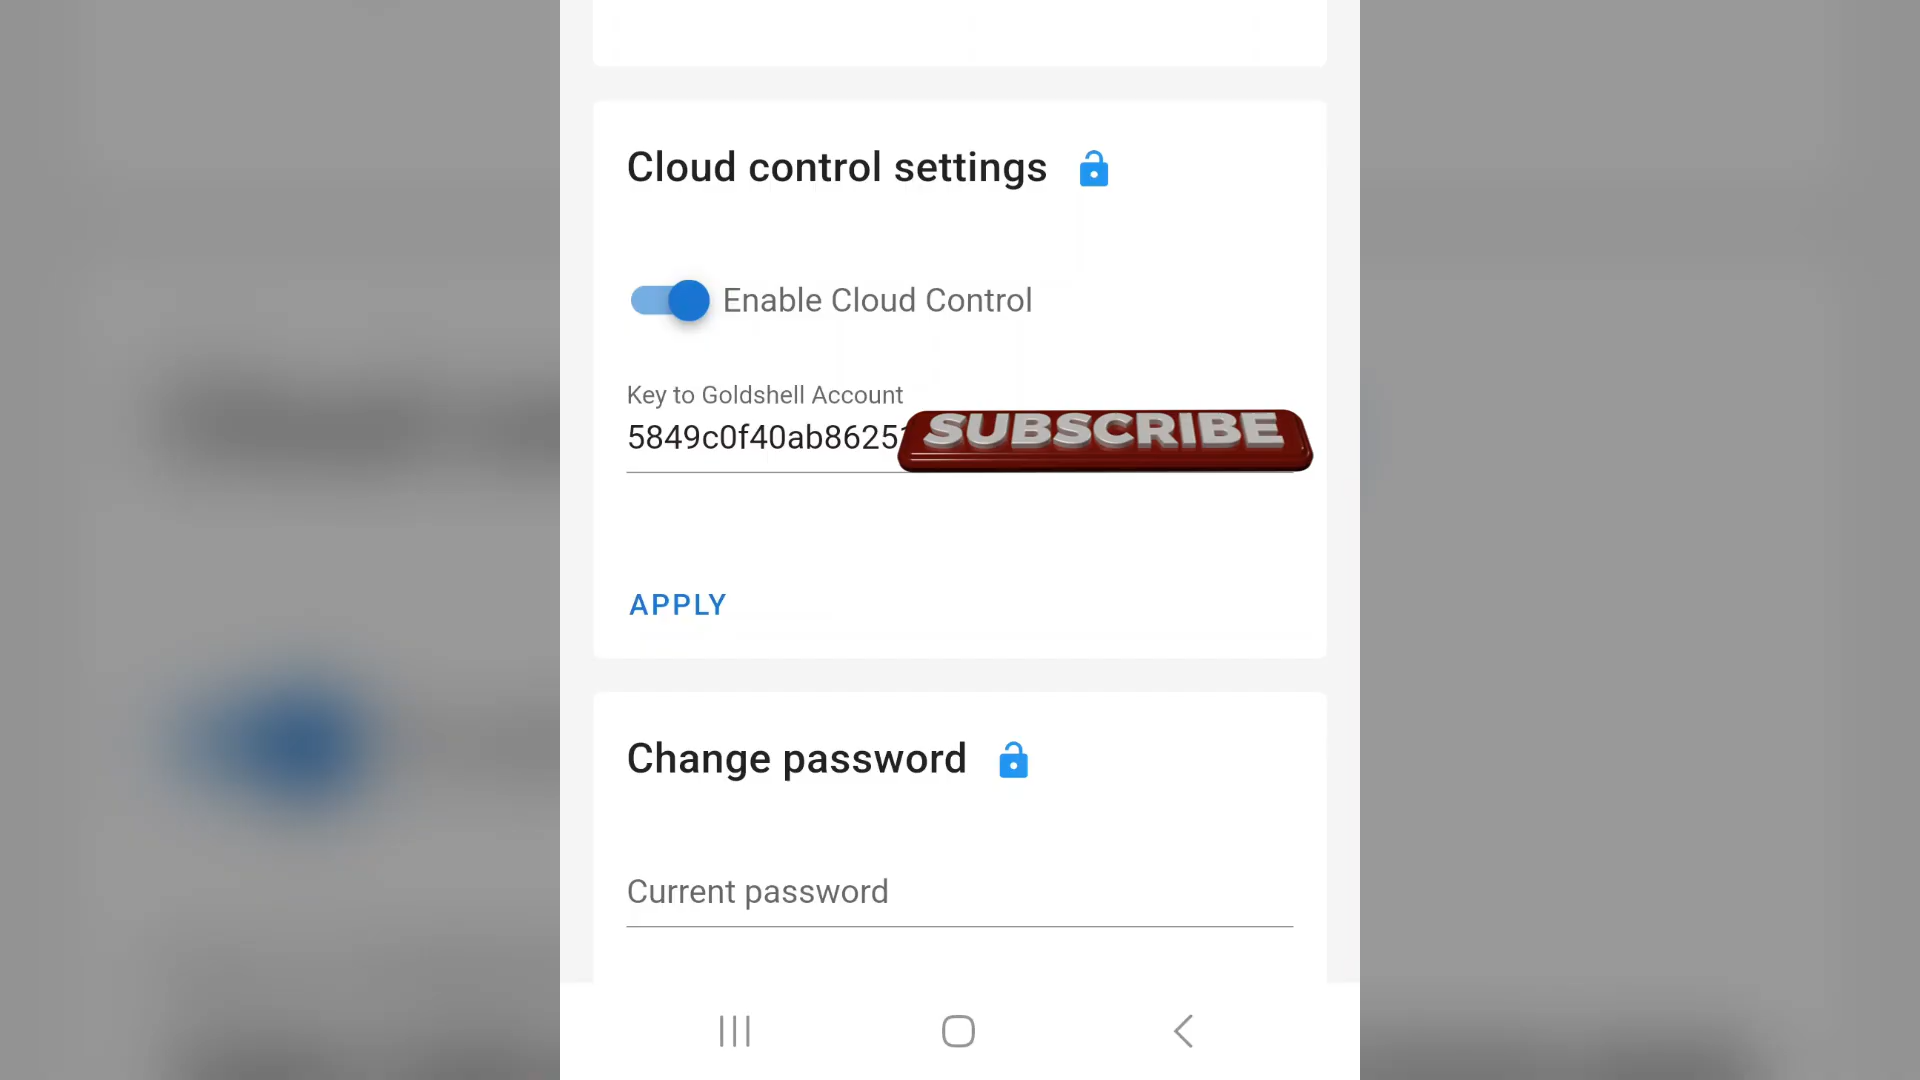 Cloud control settings
Enable Cloud Control
Key to Goldshell Account
5849c0f40ab8625
SUBSCRIBE
APPLY
Change password
Current password